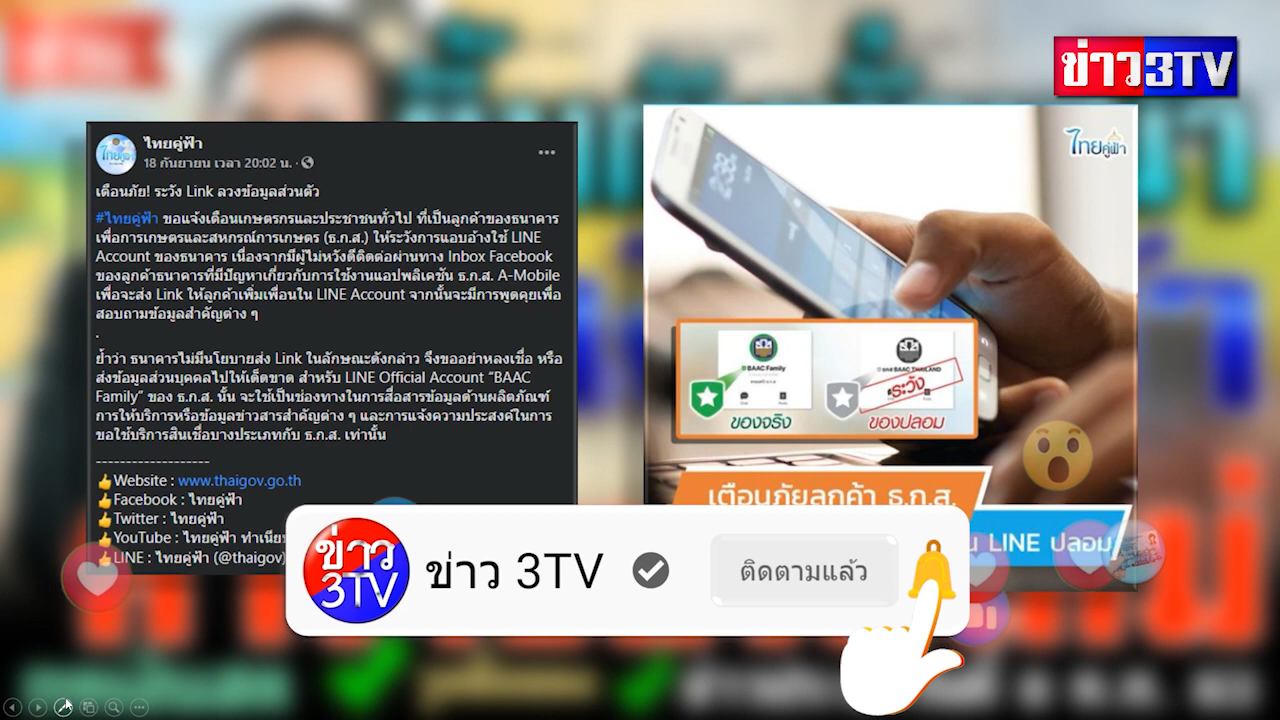 ข่าว3TV
ไทยคู่ฟ้า
18 กันยายน เวลา 20:02 น. ·
เตือนภัย! ระวัง Link ลวงข้อมูลส่วนตัว
#ไทยคู่ฟ้า ขอแจ้งเตือนเกษตรกรและประชาชนทั่วไป ที่เป็นลูกค้าของธนาคาร
เพื่อการเกษตรและสหกรณ์การเกษตร (ธ.ก.ส.) ให้ระวังการแอบอ้างใช้ LINE
Account ของธนาคาร เนื่องจากมีผู้ไม่หวังดีติดต่อผ่านทาง Inbox Facebook
ของลูกค้าธนาคารที่มีปัญหาเกี่ยวกับการใช้งานแอปพลิเคชัน ธ.ก.ส. A-Mobile
เพื่อจะส่ง Link ให้ลูกค้าเพิ่มเพื่อนใน LINE Account จากนั้นจะมีการพูดคุยเพื่อ
สอบถามข้อมูลสำคัญต่าง ๆ
.
ย้ำว่า ธนาคารไม่มีนโยบายส่ง Link ในลักษณะดังกล่าว จึงขออย่าหลงเชื่อ หรือ
ส่งข้อมูลส่วนบุคคลไปให้เด็ดขาด สำหรับ LINE Official Account “BAAC
Family” ของ ธ.ก.ส. นั้น จะใช้เป็นช่องทางในการสื่อสารข้อมูลด้านผลิตภัณฑ์
การให้บริการหรือข้อมูลข่าวสารสำคัญต่าง ๆ และการแจ้งความประสงค์ในการ
ขอใช้บริการสินเชื่อบางประเภทกับ ธ.ก.ส. เท่านั้น
-------------------
👍Website : www.thaigov.go.th
👍Facebook : ไทยคู่ฟ้า
👍Twitter : ไทยคู่ฟ้า
👍YouTube : ไทยคู่ฟ้า ทำเนีย
👍LINE : ไทยคู่ฟ้า (@thaigov)
ไทยคู่ฟ้า
BAAC Family
ธกส BAAC THAILAND
ระวัง
ของจริง
ของปลอม
เตือนภัยลูกค้า ธ.ก.ส.
LINE ปลอม
ข่าว
3TV
ข่าว 3TV
ติดตามแล้ว